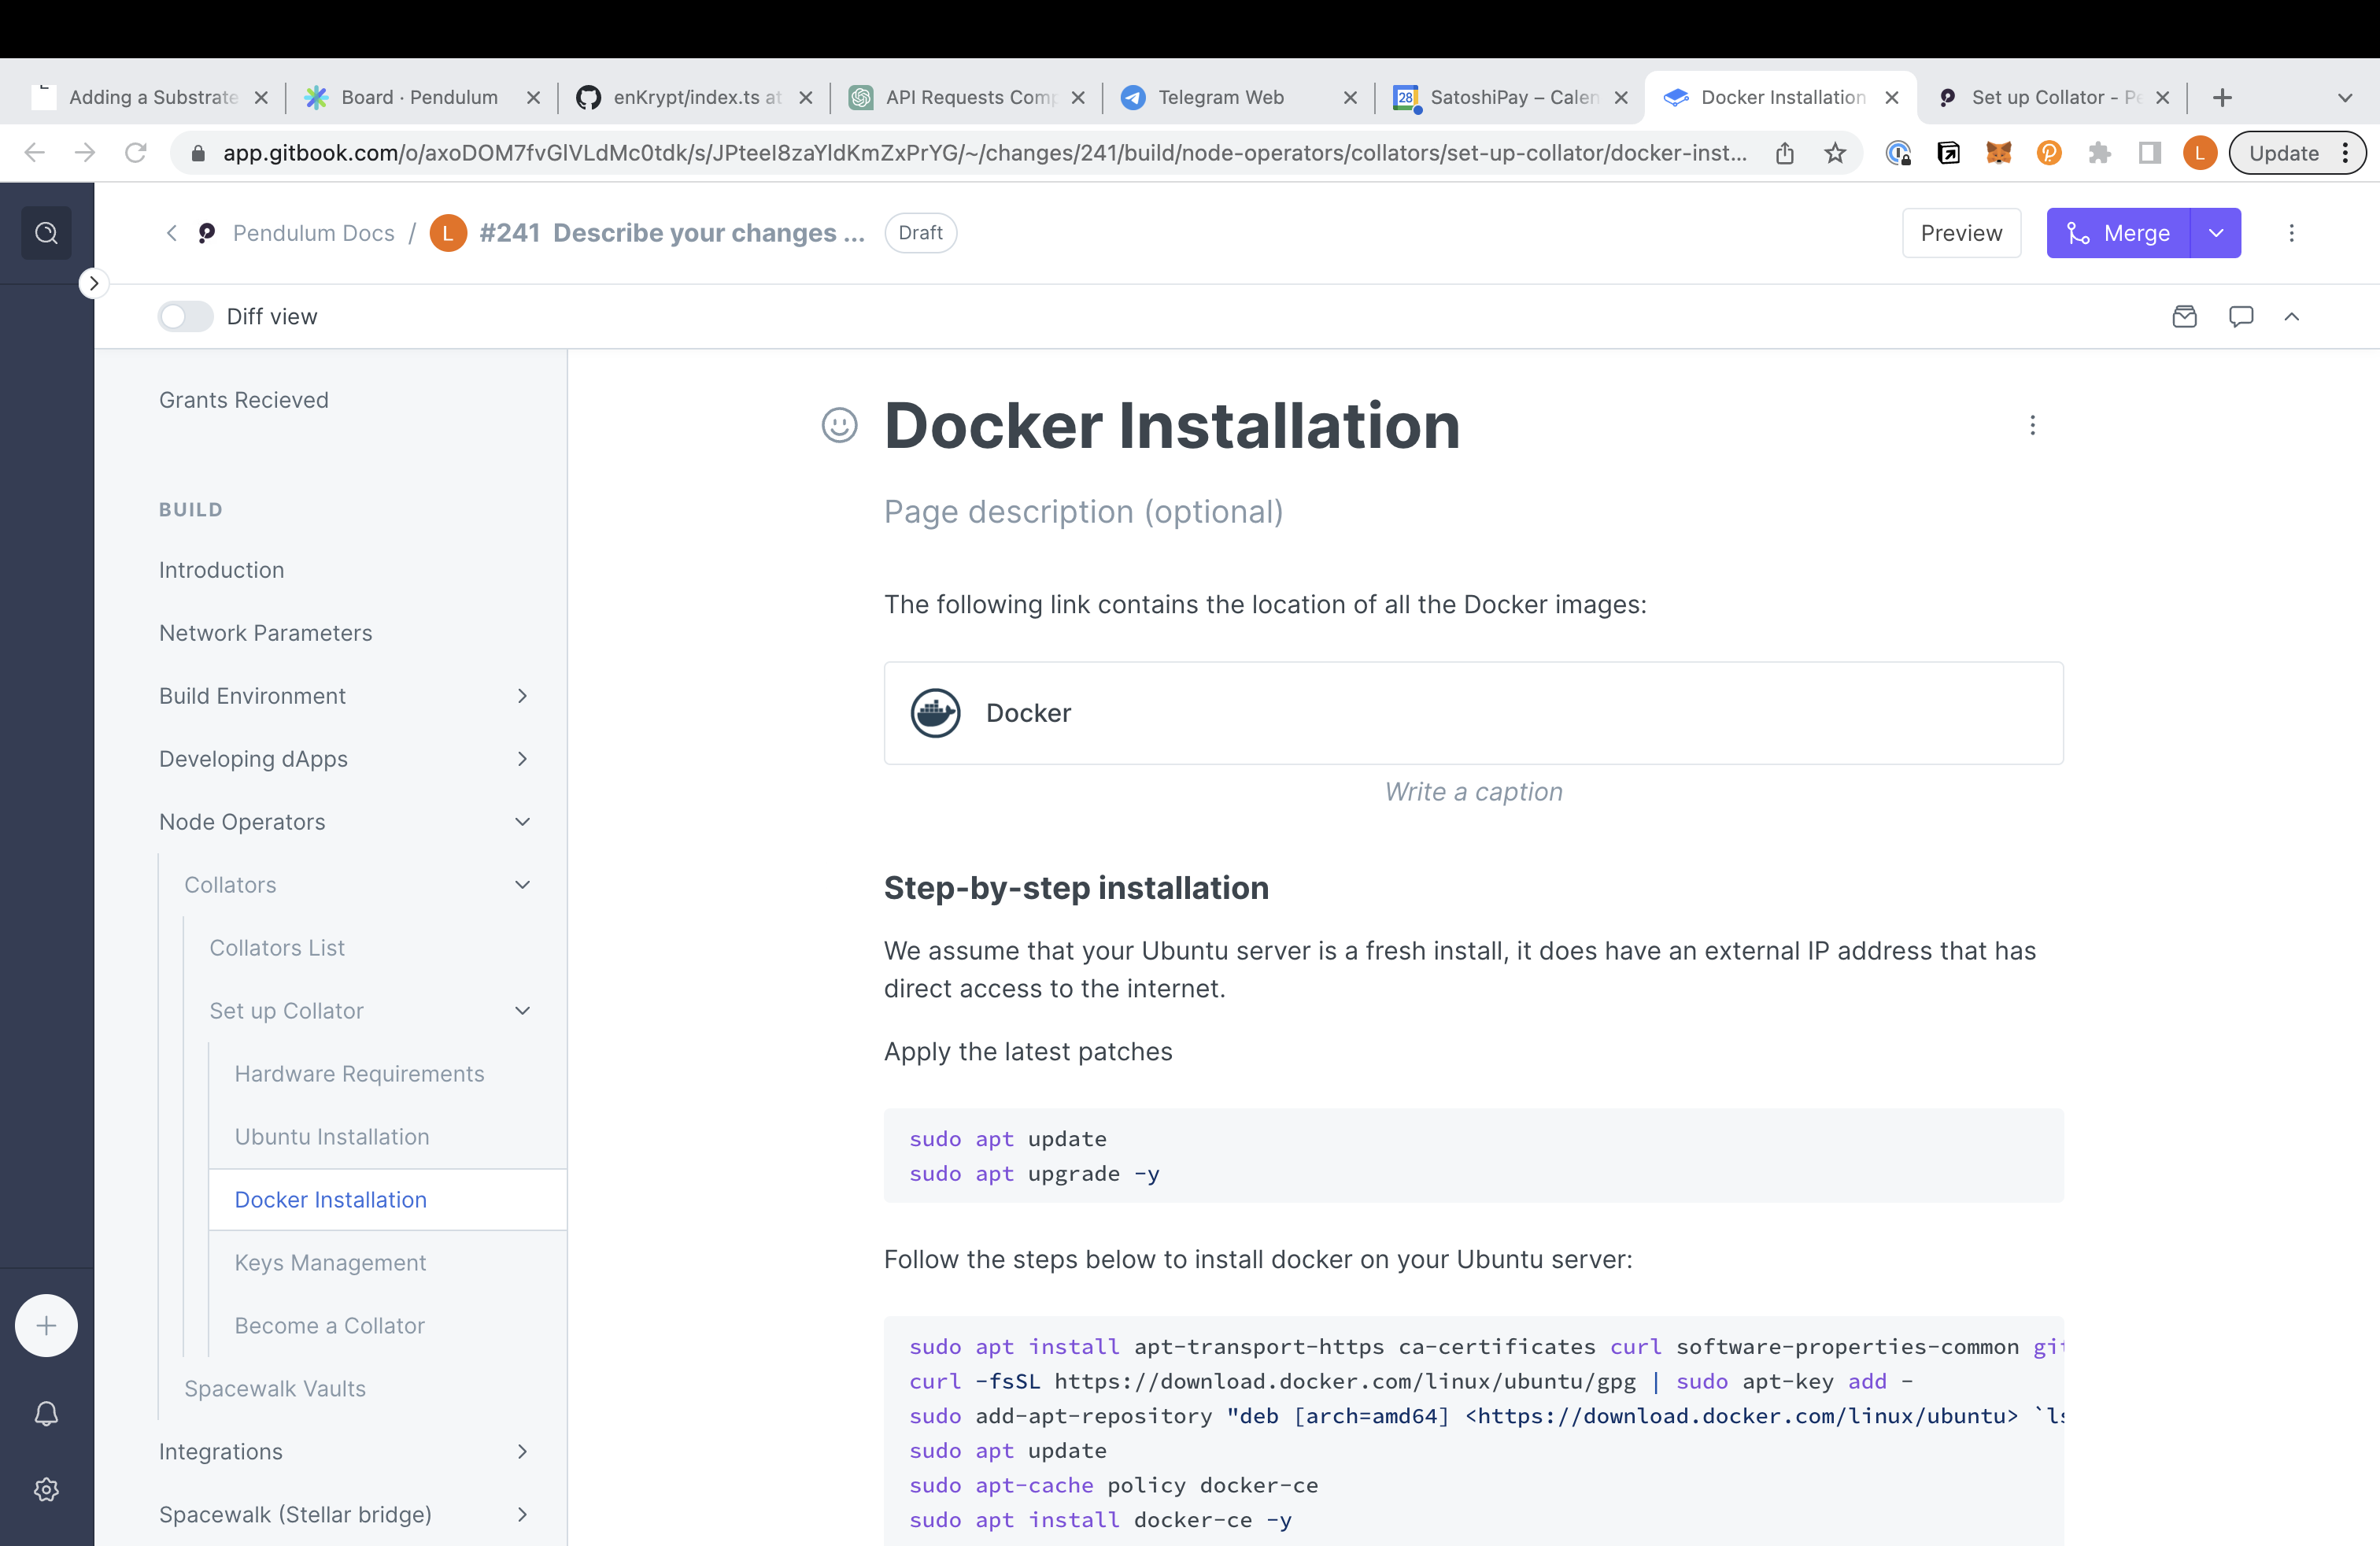 Adding a Substrate
Board · Pendulum
enKrypt/index.ts at
API Requests Comp
Telegram Web
28
SatoshiPay – Calen
Docker Installation
Set up Collator - Pe
app.gitbook.com/o/axoDOM7fvGlVLdMc0tdk/s/JPteeI8zaYldKmZxPrYG/~/changes/241/build/node-operators/collators/set-up-collator/docker-inst...
L
Update
Pendulum Docs /
L
#241 Describe your changes ...
Draft
Preview
Merge
Diff view
Grants Recieved
BUILD
Introduction
Network Parameters
Build Environment
Developing dApps
Node Operators
Collators
Collators List
Set up Collator
Hardware Requirements
Ubuntu Installation
Docker Installation
Keys Management
Become a Collator
Spacewalk Vaults
Integrations
Spacewalk (Stellar bridge)
Docker Installation
Page description (optional)
The following link contains the location of all the Docker images:
Docker
Write a caption
Step-by-step installation
We assume that your Ubuntu server is a fresh install, it does have an external IP address that has
direct access to the internet.
Apply the latest patches
sudo apt update
sudo apt upgrade -y
Follow the steps below to install docker on your Ubuntu server:
sudo apt install apt-transport-https ca-certificates curl software-properties-common git
curl -fsSL https://download.docker.com/linux/ubuntu/gpg | sudo apt-key add -
sudo add-apt-repository "deb [arch=amd64] <https://download.docker.com/linux/ubuntu> `ls
sudo apt update
sudo apt-cache policy docker-ce
sudo apt install docker-ce -y